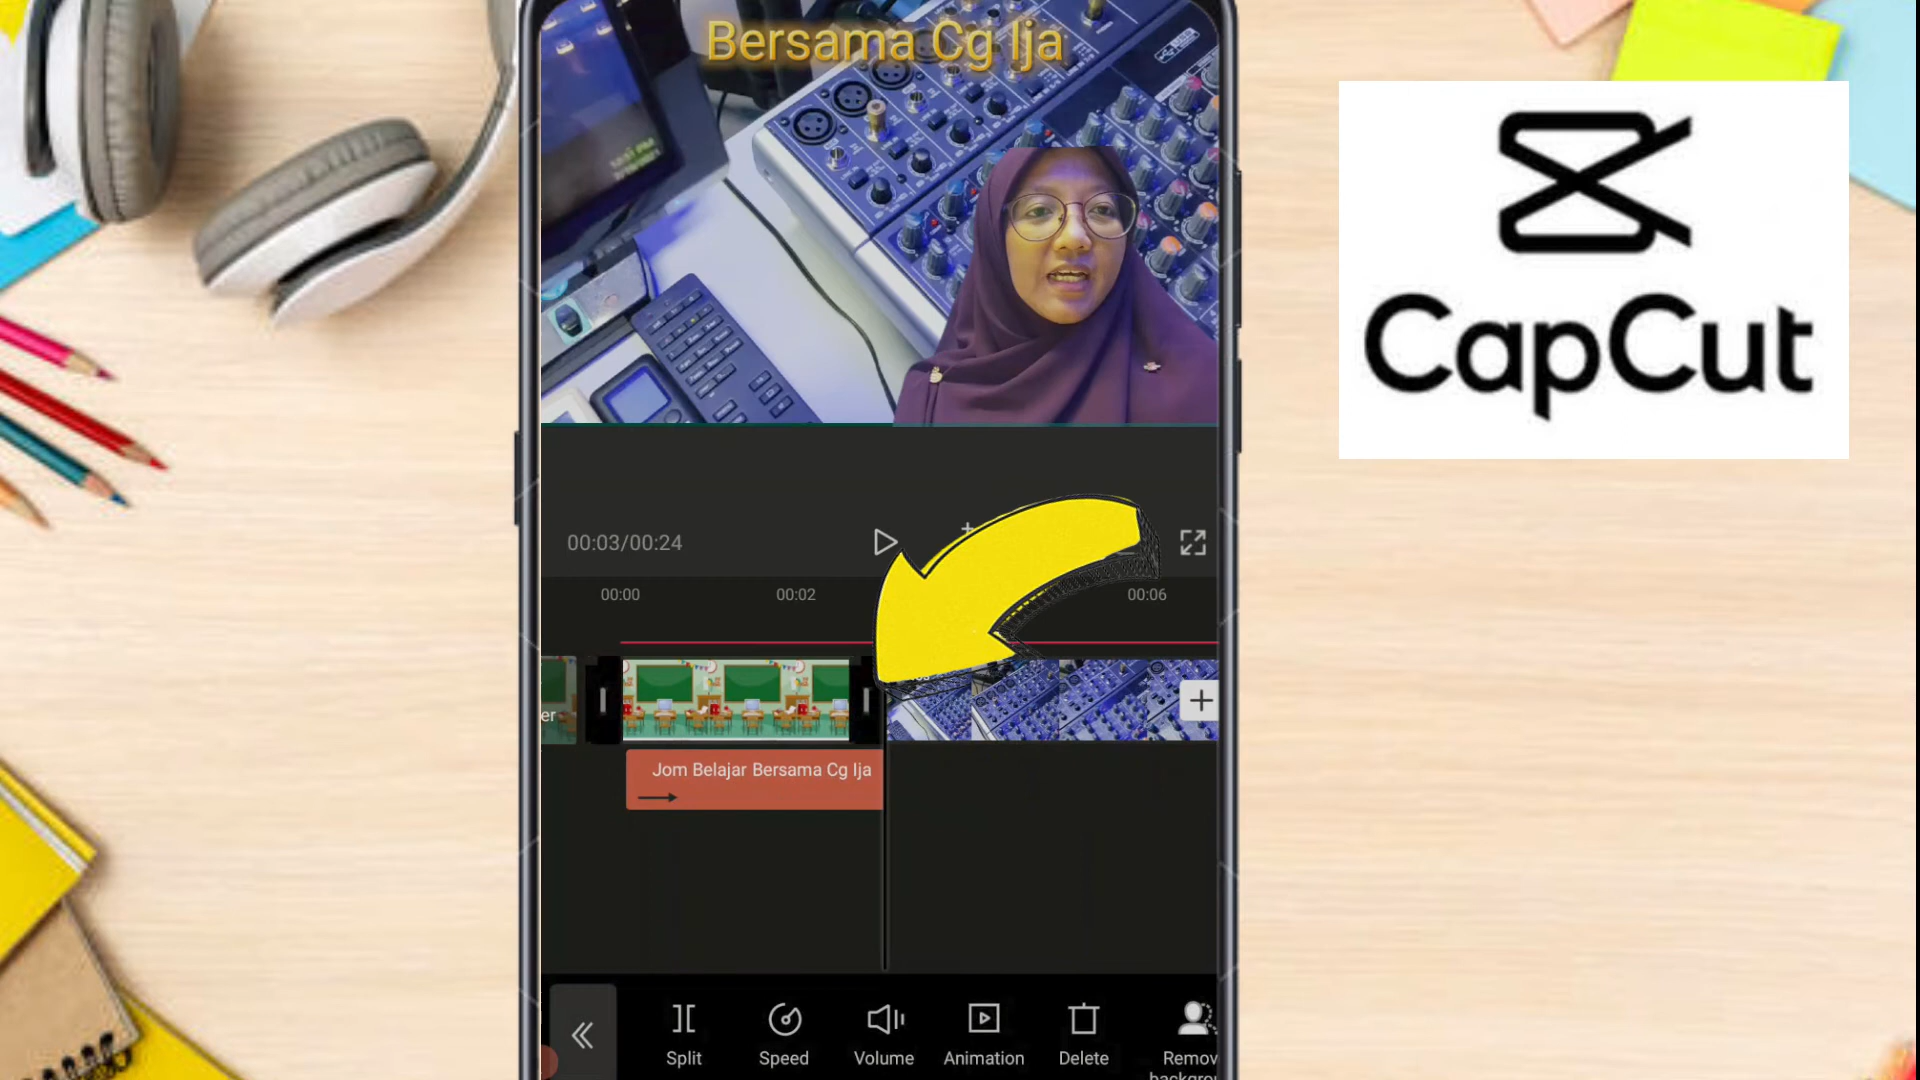 Bersama Cg Ija
CapCut
00:03/00:24
00:00
00:02
00:06
er
Jom Belajar Bersama Cg Ija
Split
Speed
Volume
Animation
Delete
Remov
backgrou